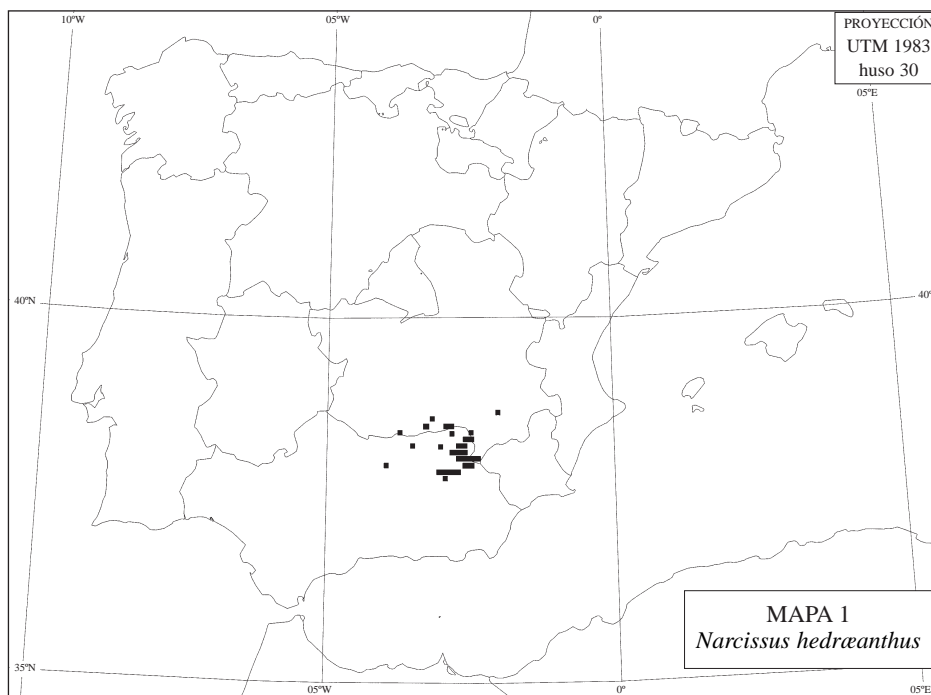 10ºW
05ºW
0º
PROYECCIÓN
UTM 1983
huso 30
05ºE
40ºN
40º
MAPA 1
Narcissus hedræanthus
35ºN
05ºW
0º
05ºE